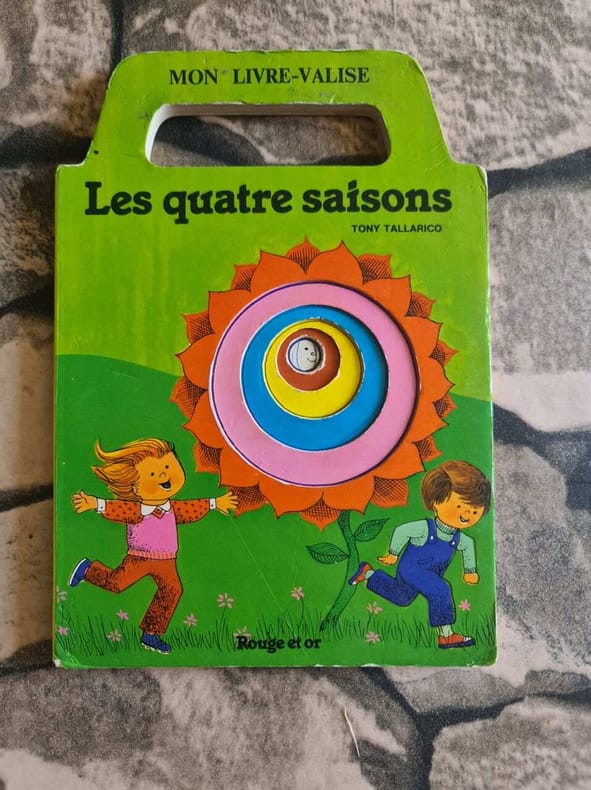 MON LIVRE-VALISE
Les quatre saisons
TONY TALLARICO
Rouge et or